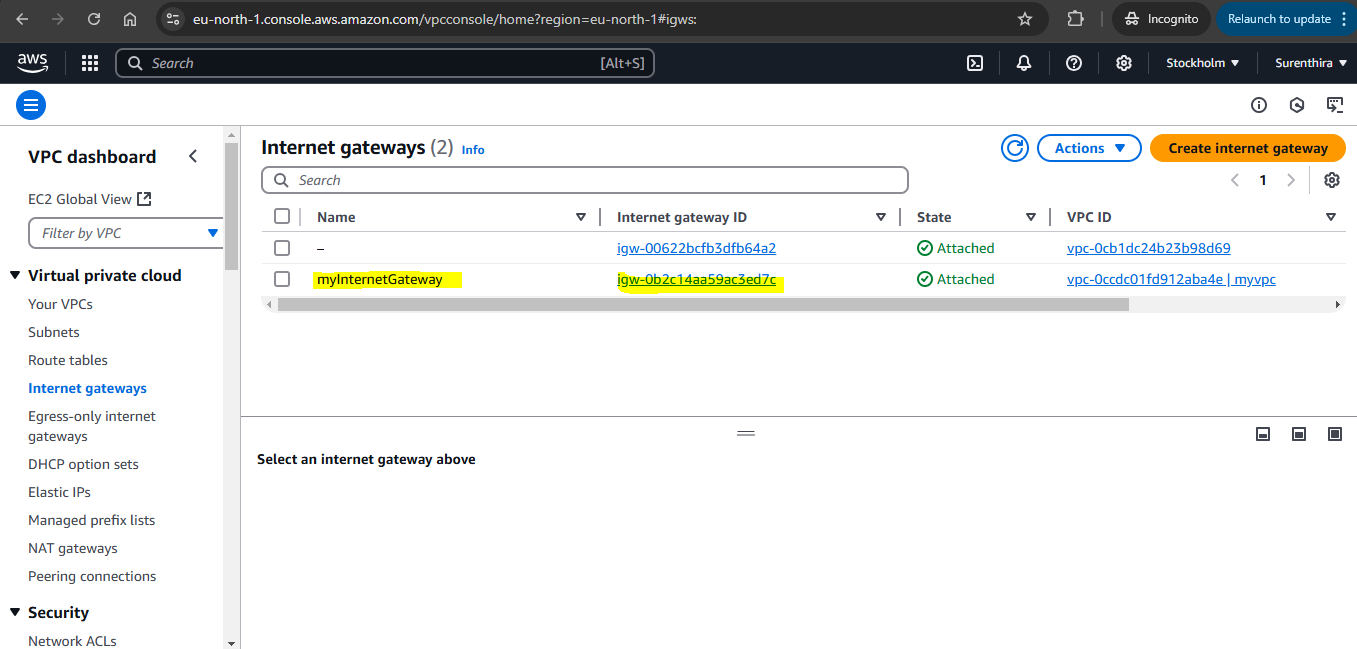 eu-north-1.console.aws.amazon.com/vpcconsole/home?region=eu-north-1#igws:
Incognito
Relaunch to update
aws
Search
[Alt+S]
Stockholm
Surenthira
VPC dashboard
EC2 Global View
Filter by VPC
Virtual private cloud
Your VPCs
Subnets
Route tables
Internet gateways
Egress-only internet
gateways
DHCP option sets
Elastic IPs
Managed prefix lists
NAT gateways
Peering connections
Security
Network ACLs
Internet gateways (2) Info
Actions
Create internet gateway
Search
1
Name Internet gateway ID State VPC ID
– igw-00622bcfb3dfb64a2 Attached vpc-0cb1dc24b23b98d69
myInternetGateway igw-0b2c14aa59ac3ed7c Attached vpc-0ccdc01fd912aba4e | myvpc
Select an internet gateway above